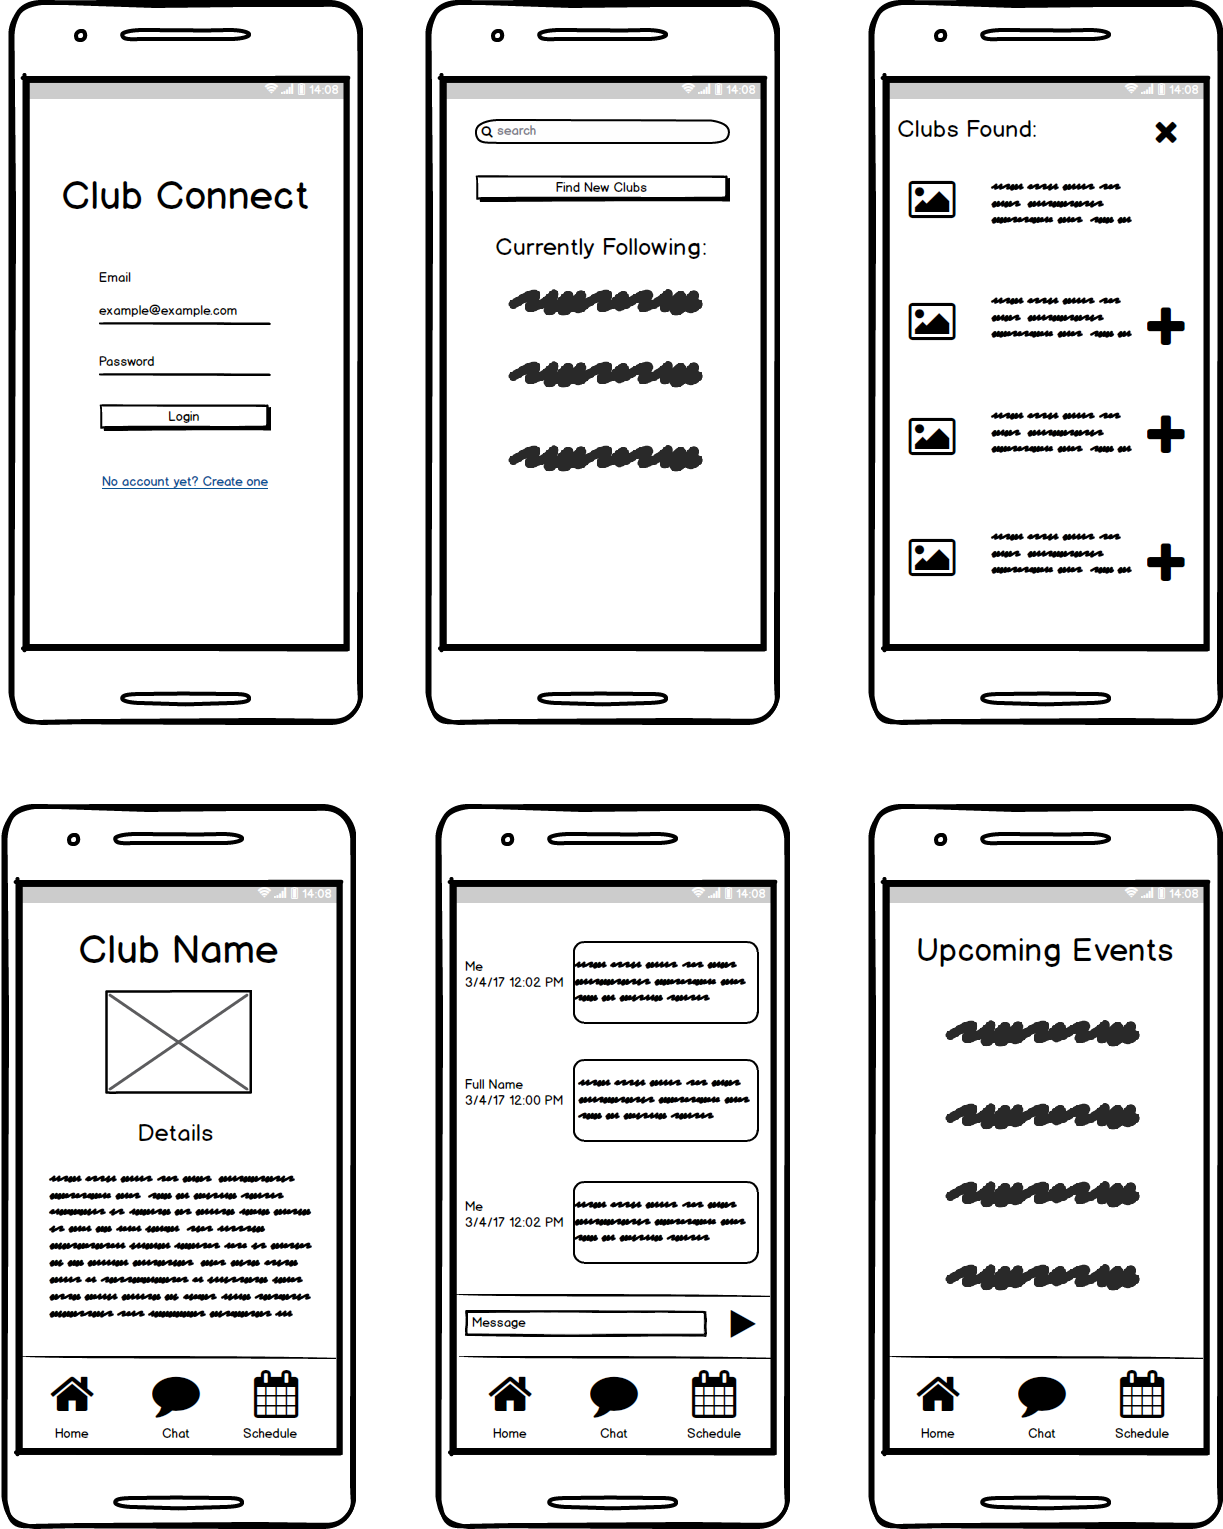 14:08
Club Connect
Email
example@example.com
Password
Login
No account yet? Create one
14:08
search
Find New Clubs
Currently Following:
14:08
Clubs Found:
14:08
Club Name
Details
Home Chat Schedule
14:08
Me
3/4/17 12:02 PM
Full Name
3/4/17 12:00 PM
Me
3/4/17 12:02 PM
Message
Home Chat Schedule
14:08
Upcoming Events
Home Chat Schedule